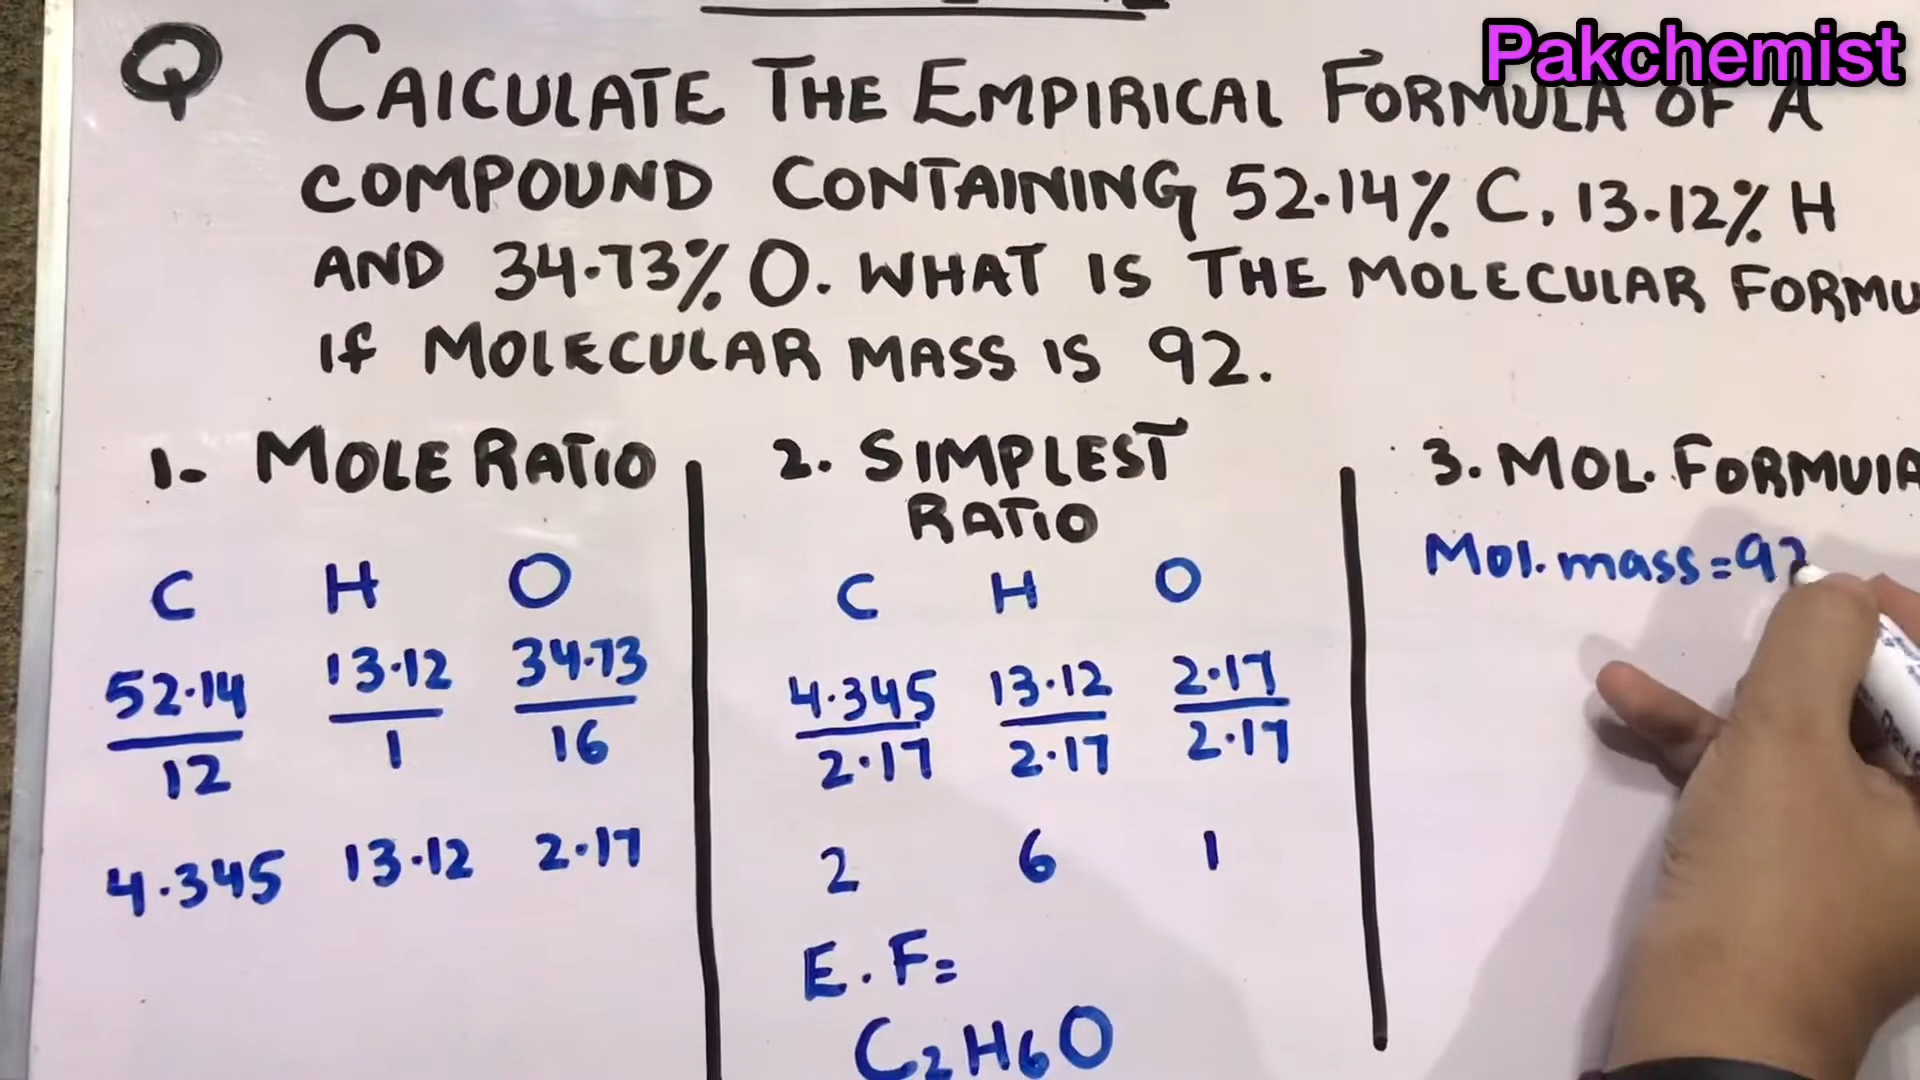 Pakchemist
Q CAlCULATE THE EMPIRICAL FORMULA OF A
COMPOUND CONTAINING 52.14% C, 13.12% H
AND 34.73% O. WHAT IS THE MOLECULAR FORMU
If MOLECULAR MASS IS 92.
1- MOLE RATIO
C H O
52.14 13.12 34.73
12 1 16
4.345 13.12 2.17
2. SIMPLEST
RATIO
C H O
4.345 13.12 2.17
2.17 2.17 2.17
2 6 1
E.F=
C2H6O
3. MOL. FORMUlA
Mol. mass=92